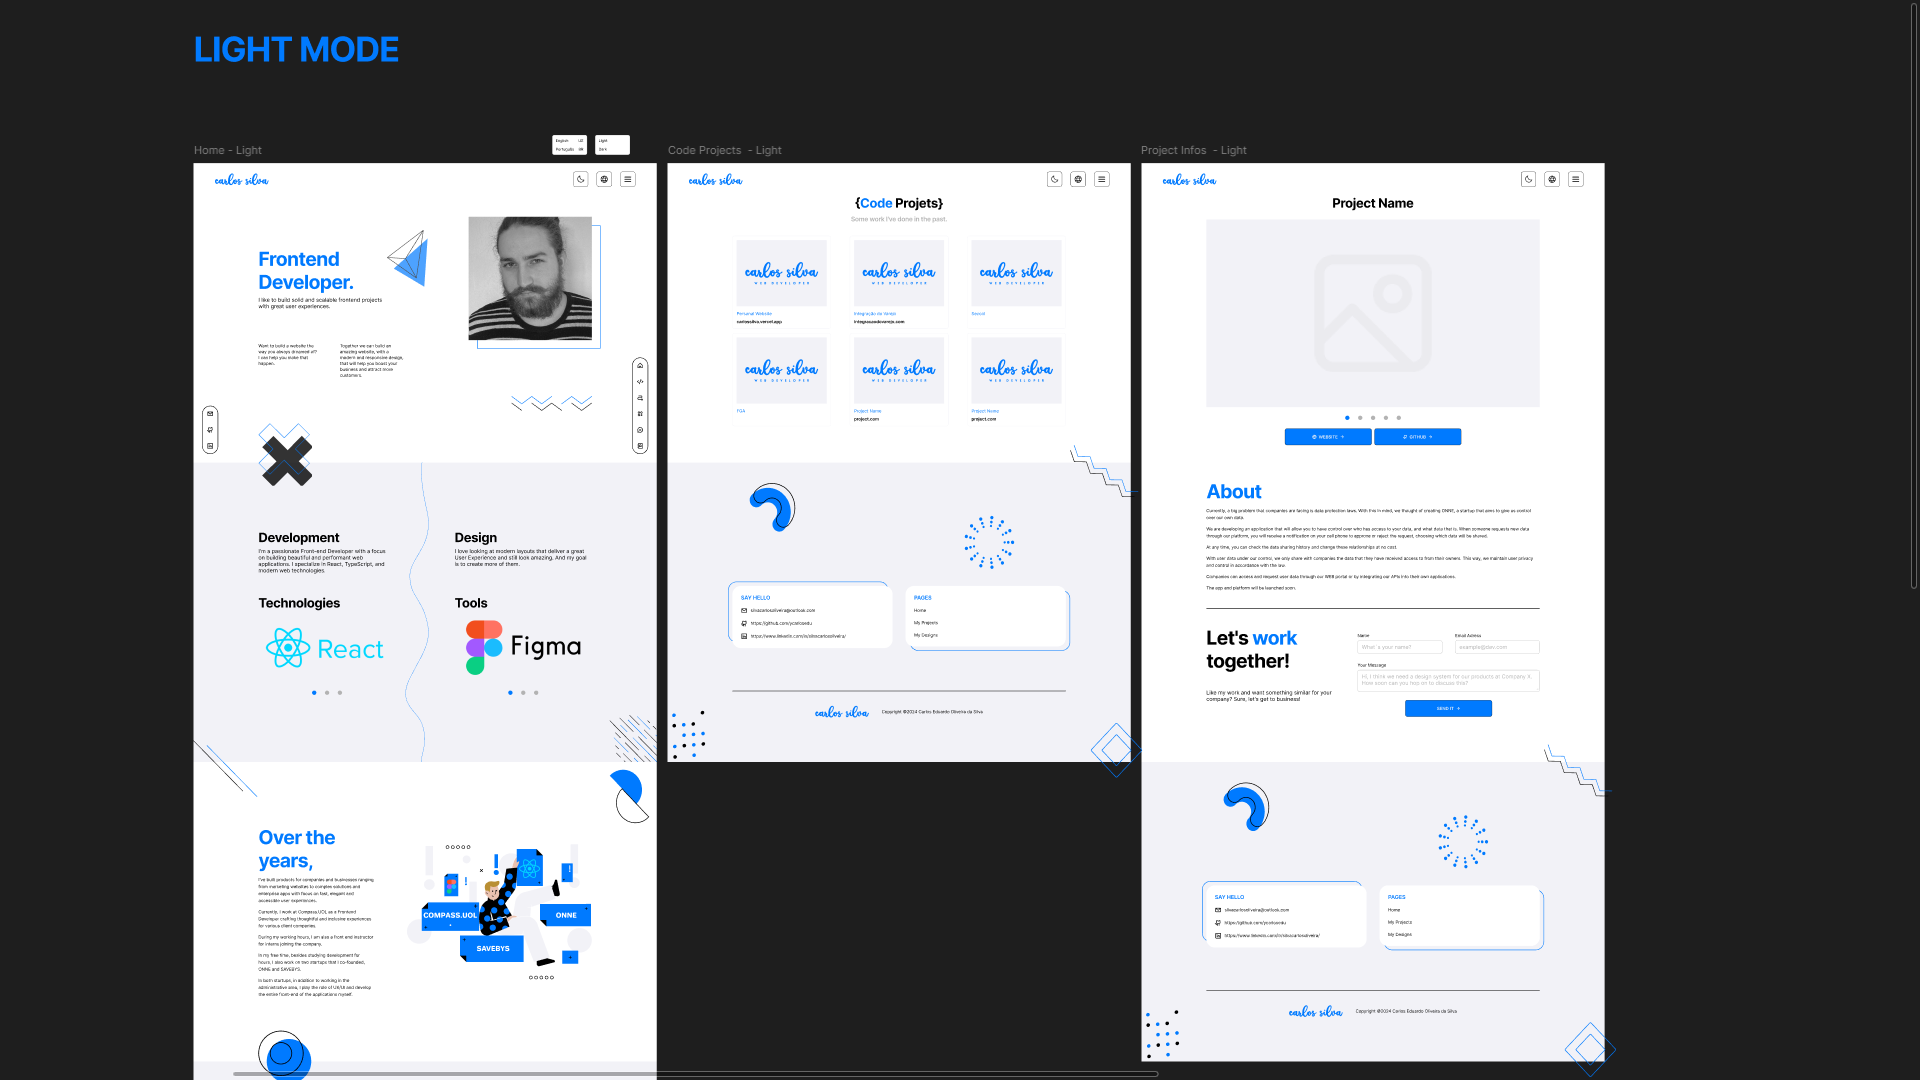 LIGHT MODE
Home - Light
English US
Português BR
Light
Dark
carlos silva
Frontend
Developer.
I like to build solid and scalable frontend projects
with great user experiences.
Want to build a website the
way you always dreamed of?
I can help you make that
happen.
Together we can build an
amazing website, with a
modern and responsive design,
that will help you boost your
business and attract more
customers.
Development
I'm a passionate Front-end Developer with a focus
on building beautiful and performant web
applications. I specialize in React, TypeScript, and
modern web technologies.
Design
I love looking at modern layouts that deliver a great
User Experience and still look amazing. And my goal
is to create more of them.
Technologies
React
Tools
Figma
Over the
years,
I've built products for companies and businesses ranging
from marketing websites to complex solutions and
enterprise apps with focus on fast, elegant and
accessible user experiences.
Currently, I work at Compass.UOL as a Frontend
Developer crafting thoughtful and inclusive experiences
for various client companies.
During my working hours, I am also a front end instructor
for interns joining the company.
In my free time, besides studying development for
hours, I also work on two startups that I co-founded,
ONNE and SAVEBYS.
In both startups, in addition to working in the
administrative area, I play the role of UX/UI and develop
the entire front-end of the applications myself.
COMPASS.UOL
ONNE
SAVEBYS
Code Projects - Light
carlos silva
{Code Projets}
Some work I've done in the past.
carlos silva
WEB DEVELOPER
Personal Website
carlossilva.vercel.app
carlos silva
WEB DEVELOPER
Integração do Varejo
integracaodovarejo.com
carlos silva
WEB DEVELOPER
carlos silva
WEB DEVELOPER
FGA
carlos silva
WEB DEVELOPER
Project Name
project.com
carlos silva
WEB DEVELOPER
Project Name
project.com
SAY HELLO
silvacarlosoliveira@outlook.com
https://github.com/ycarlosedu
https://www.linkedin.com/in/silvacarlosoliveira/
PAGES
Home
My Projects
My Designs
carlos silva
Copyright ©2024 Carlos Eduardo Oliveira da Silva
Project Infos - Light
carlos silva
Project Name
WEBSITE
GITHUB
About
Currently, a big problem that companies are facing is data protection laws. With this in mind, we thought of creating ONNE, a startup that aims to give us control
over our own data.
We are developing an application that will allow you to have control over who has access to your data, and what data that is. When someone requests new data
through our platform, you will receive a notification on your cell phone to approve or reject the request, choosing which data will be shared.
At any time, you can check the data sharing history and change these relationships at no cost.
With user data under our control, we only share with companies the data that they have received access to from their owners. This way, we maintain user privacy
and control in accordance with the law.
Companies can access and request user data through our WEB portal or by integrating our APIs into their own applications.
The app and platform will be launched soon.
Let's work
together!
Like my work and want something similar for your
company? Sure, let's get to business!
Name
What´s your name?
Email Adress
example@dev.com
Your Message
Hi, I think we need a design system for our products at Company X.
How soon can you hop on to discuss this?
SEND IT
SAY HELLO
silvacarlosoliveira@outlook.com
https://github.com/ycarlosedu
https://www.linkedin.com/in/silvacarlosoliveira/
PAGES
Home
My Projects
My Designs
carlos silva
Copyright ©2024 Carlos Eduardo Oliveira da Silva